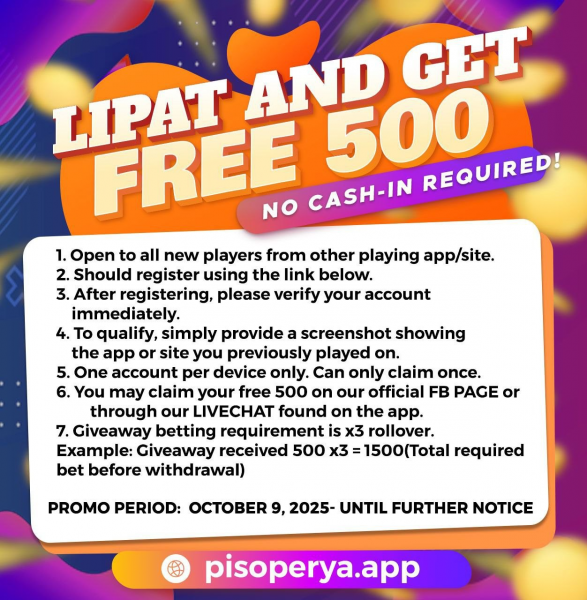 LIPAT AND GET
FREE 500
NO CASH-IN REQUIRED!
1. Open to all new players from other playing app/site.
2. Should register using the link below.
3. After registering, please verify your account
immediately.
4. To qualify, simply provide a screenshot showing
the app or site you previously played on.
5. One account per device only. Can only claim once.
6. You may claim your free 500 on our official FB PAGE or
through our LIVECHAT found on the app.
7. Giveaway betting requirement is x3 rollover.
Example: Giveaway received 500 x3 = 1500(Total required
bet before withdrawal)
PROMO PERIOD: OCTOBER 9, 2025- UNTIL FURTHER NOTICE
pisoperya.app